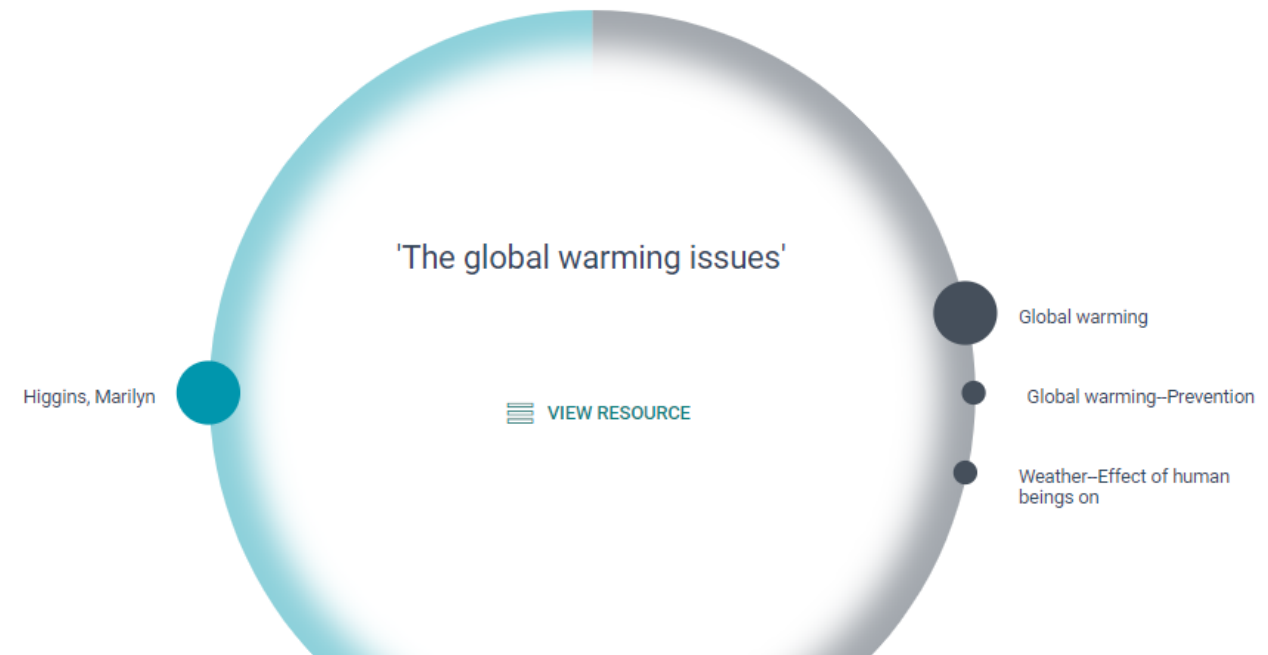 'The global warming issues'
Global warming
Higgins, Marilyn
Global warming--Prevention
VIEW RESOURCE
Weather--Effect of human
beings on